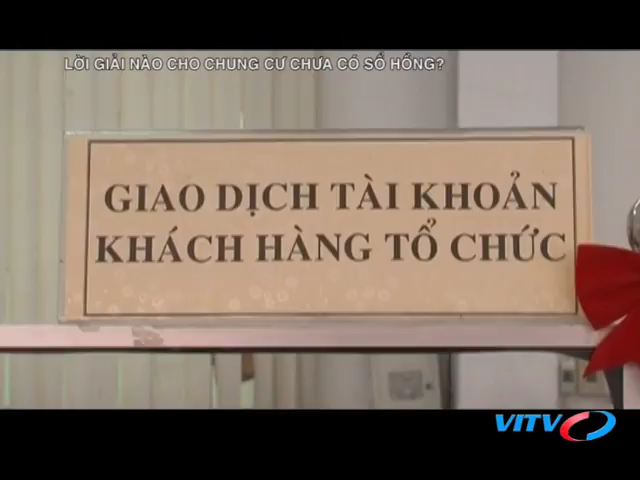 LỜI GIẢI NÀO CHO CHUNG CƯ CHƯA CÓ SỔ HỒNG?
GIAO DỊCH TÀI KHOẢN
KHÁCH HÀNG TỔ CHỨC
VITV